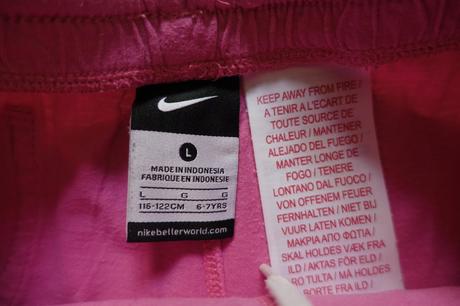 L
MADE IN INDONESIA
FABRIQUE EN INDONESIE
L G G
116-122CM 6-7YRS
nikebetterworld.com
KEEP AWAY FROM FIRE /
A TENIR A L'ECART DE
TOUTE SOURCE DE
CHALEUR / MANTENER
ALEJADO DEL FUEGO /
MANTER LONGE DE
FOGO / TENERE
LONTANO DAL FUOCO /
VON OFFENEM FEUER
FERNHALTEN / NIET BIJ
VUUR LATEN KOMEN /
ΜΑΚΡΙΑ ΑΠΟ ΦΩΤΙΑ /
SKAL HOLDES VÆK FRA
ILD / AKTAS FÖR ELD /
RO TULTA / MÅ HOLDES
BORTE FRA